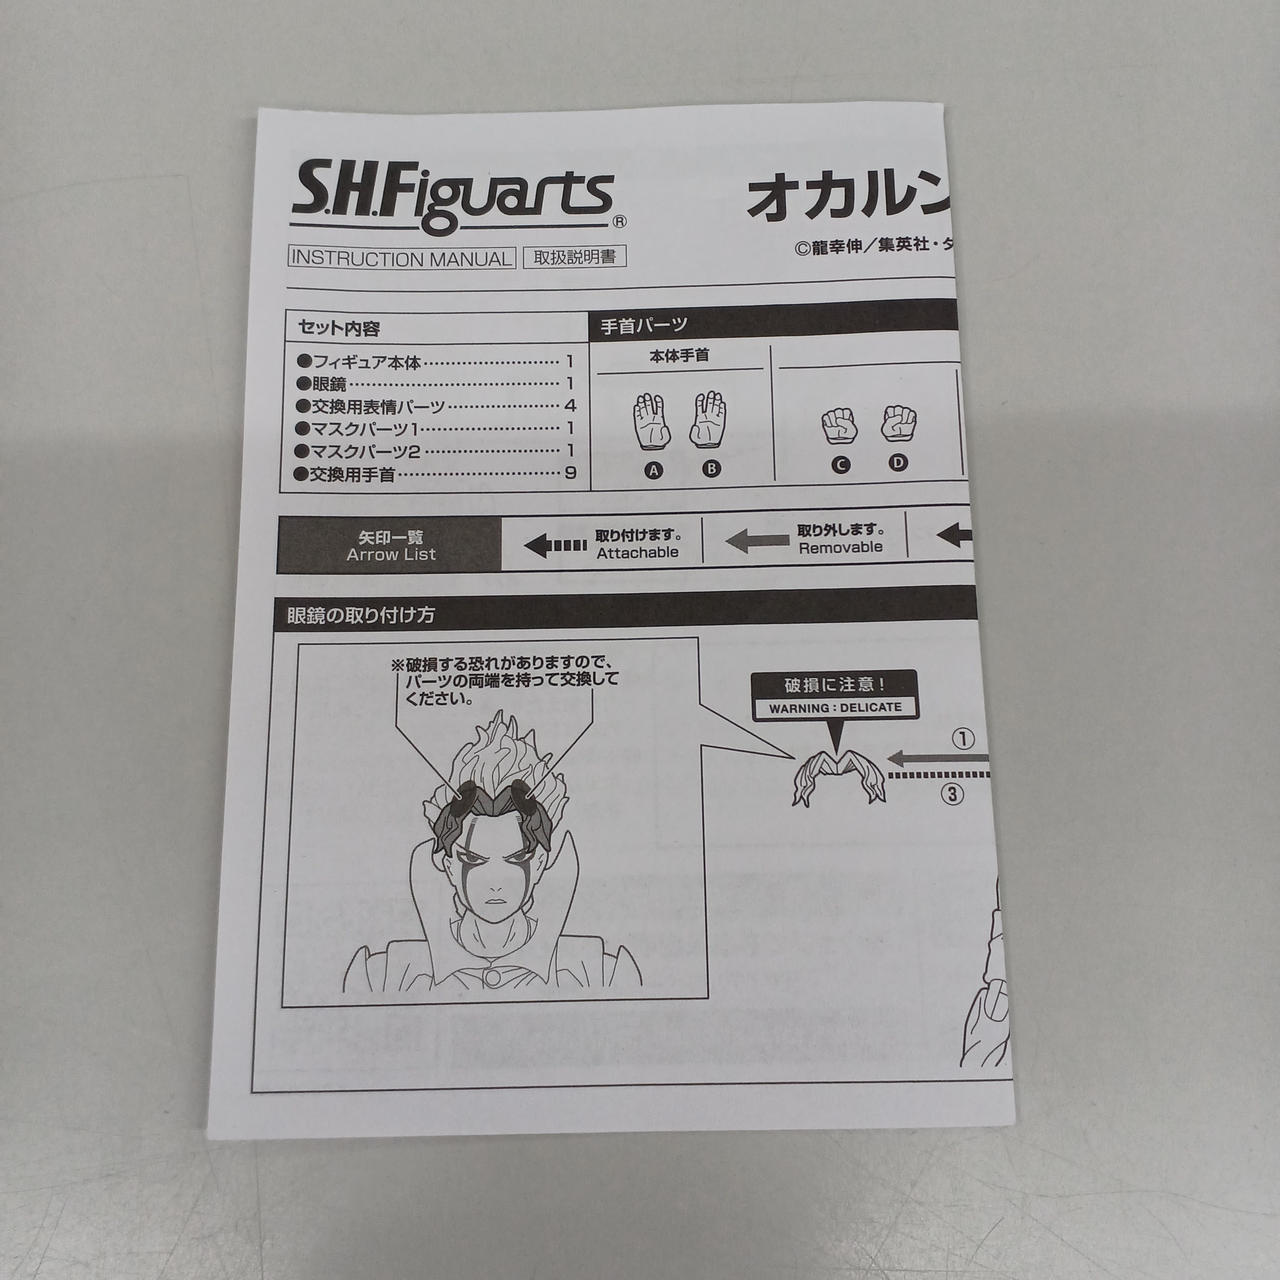 S.H.Figuarts®
オカルン
INSTRUCTION MANUAL 取扱説明書
©龍幸伸／集英社・
セット内容
●フィギュア本体 1
●眼鏡 1
●交換用表情パーツ 4
●マスクパーツ1 1
●マスクパーツ2 1
●交換用手首 9
手首パーツ
本体手首
A B C D
矢印一覧
Arrow List
取り付けます。
Attachable
取り外します。
Removable
眼鏡の取り付け方
※破損する恐れがありますので、
パーツの両端を持って交換して
ください。
破損に注意！
WARNING : DELICATE
①
③